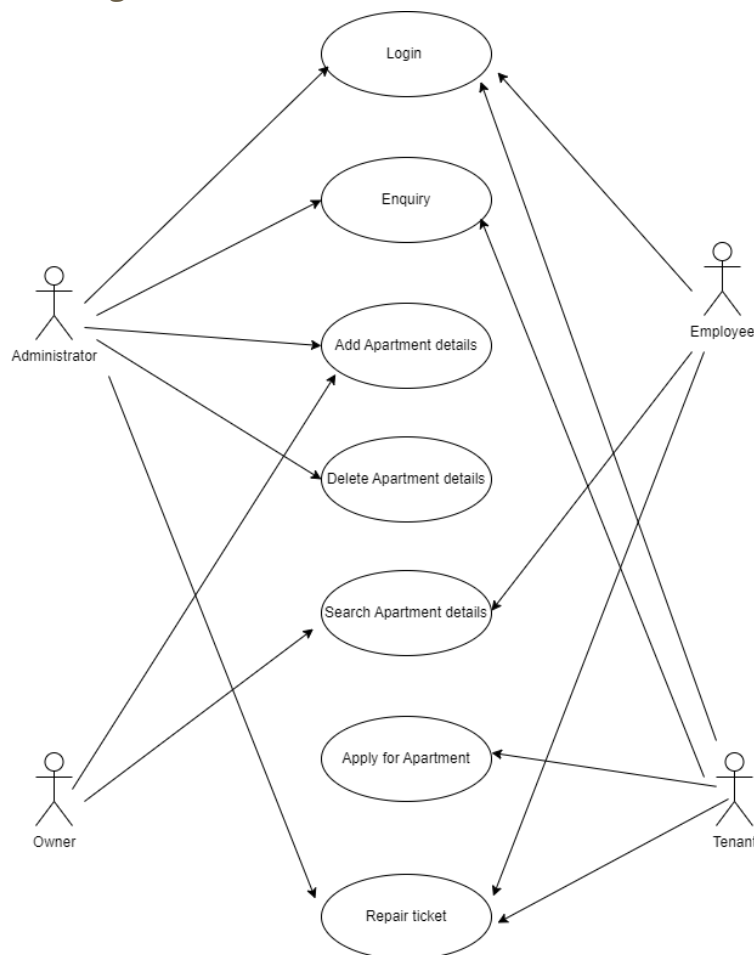 Login
Enquiry
Administrator
Employee
Add Apartment details
Delete Apartment details
Search Apartment details
Apply for Apartment
Owner
Tenant
Repair ticket